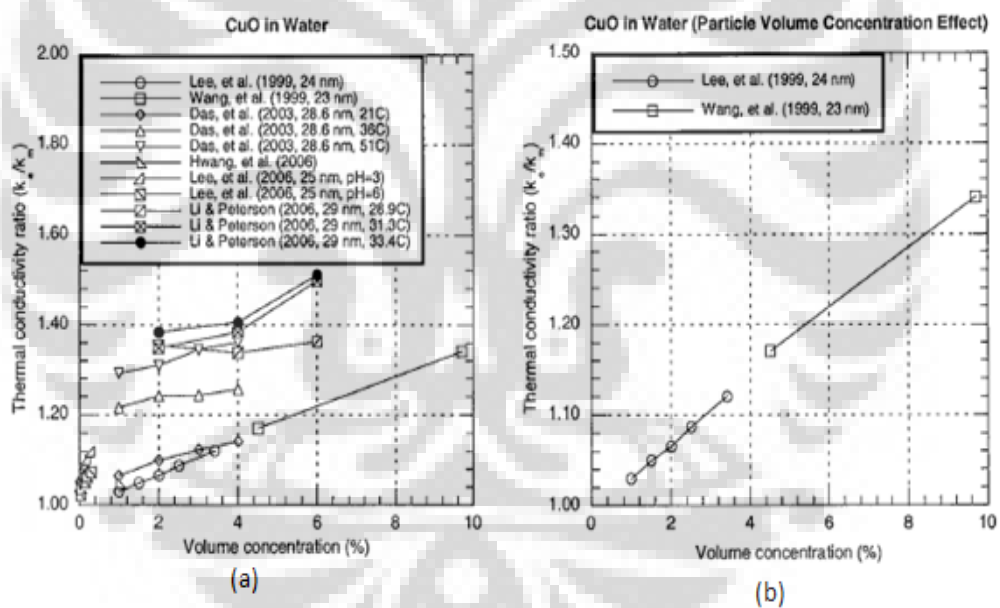 CuO in Water
2.00
1.80
1.60
1.40
1.20
1.00
0
2
4
6
8
10
Thermal conductivity ratio (k_e/k_m)
Volume concentration (%)
Lee, et al. (1999, 24 nm)
Wang, et al. (1999, 23 nm)
Das, et al. (2003, 28.6 nm, 21C)
Das, et al. (2003, 28.6 nm, 36C)
Das, et al. (2003, 28.6 nm, 51C)
Hwang, et al. (2006)
Lee, et al. (2006, 25 nm, pH=3)
Lee, et al. (2006, 25 nm, pH=6)
Li & Peterson (2006, 29 nm, 28.9C)
Li & Peterson (2006, 29 nm, 31.3C)
Li & Peterson (2006, 29 nm, 33.4C)
(a)
CuO in Water (Particle Volume Concentration Effect)
1.50
1.40
1.30
1.20
1.10
1.00
0
2
4
6
8
10
Thermal conductivity ratio (k_e/k_m)
Volume concentration (%)
Lee, et al. (1999, 24 nm)
Wang, et al. (1999, 23 nm)
(b)